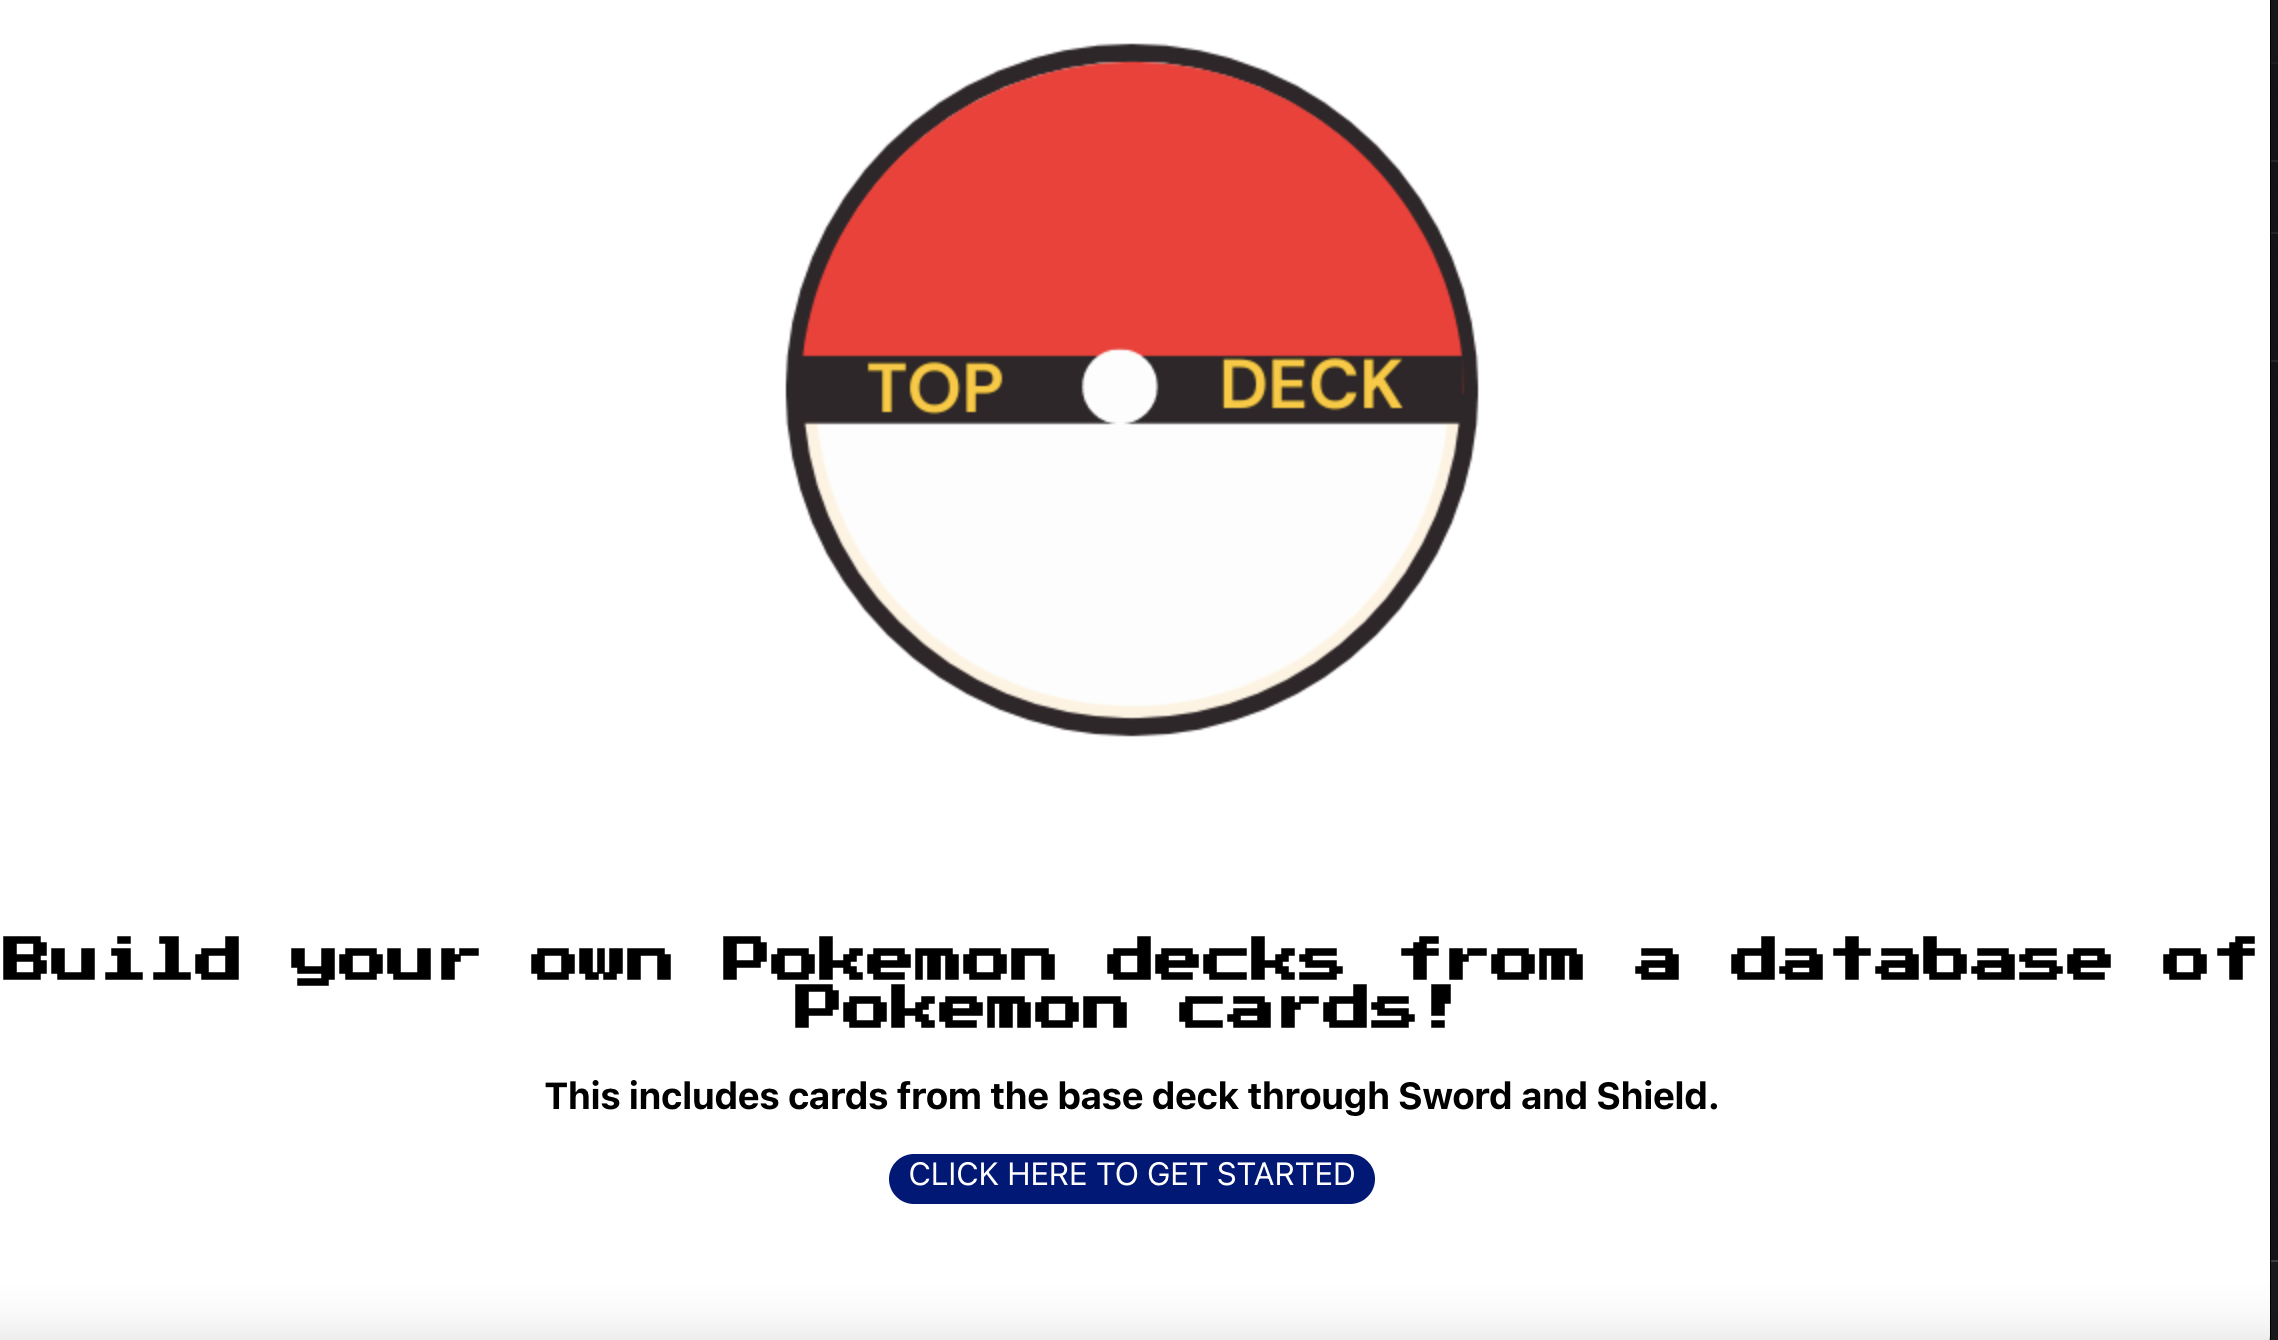 TOP DECK
Build your own Pokemon decks from a database of
Pokemon cards!
This includes cards from the base deck through Sword and Shield.
CLICK HERE TO GET STARTED